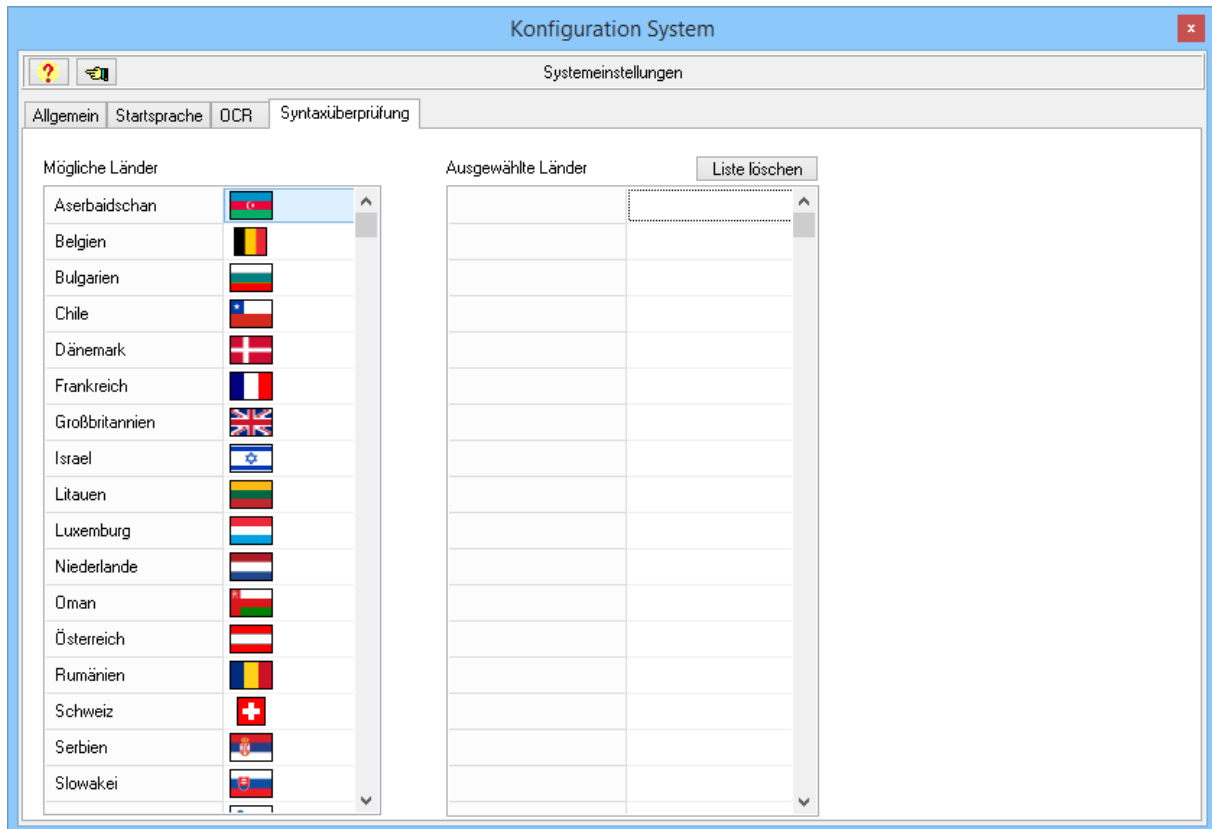 Konfiguration System
x
?
Systemeinstellungen
Allgemein Startsprache OCR Syntaxüberprüfung
Mögliche Länder
Ausgewählte Länder
Liste löschen
Aserbaidschan
Belgien
Bulgarien
Chile
Dänemark
Frankreich
Großbritannien
Israel
Litauen
Luxemburg
Niederlande
Oman
Österreich
Rumänien
Schweiz
Serbien
Slowakei